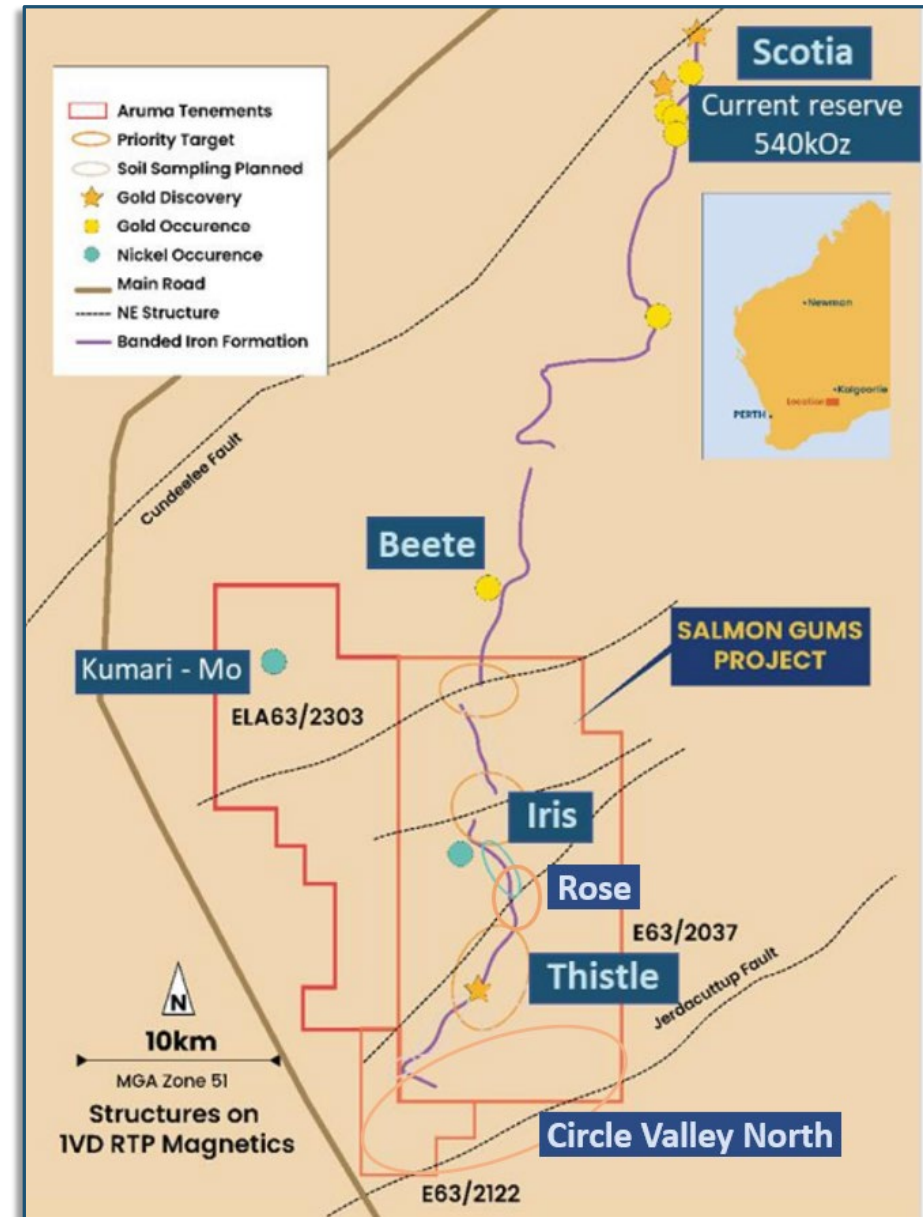 Scotia
Current reserve
540kOz
Aruma Tenements
Priority Target
Soil Sampling Planned
Gold Discovery
Gold Occurence
Nickel Occurence
Main Road
NE Structure
Banded Iron Formation
Newman
Kalgoorlie
Location
PERTH
Cundeelee Fault
Beete
SALMON GUMS
PROJECT
Kumari - Mo
ELA63/2303
Iris
Rose
E63/2037
Thistle
Jerdacuttup Fault
N
10km
MGA Zone 51
Structures on
1VD RTP Magnetics
Circle Valley North
E63/2122